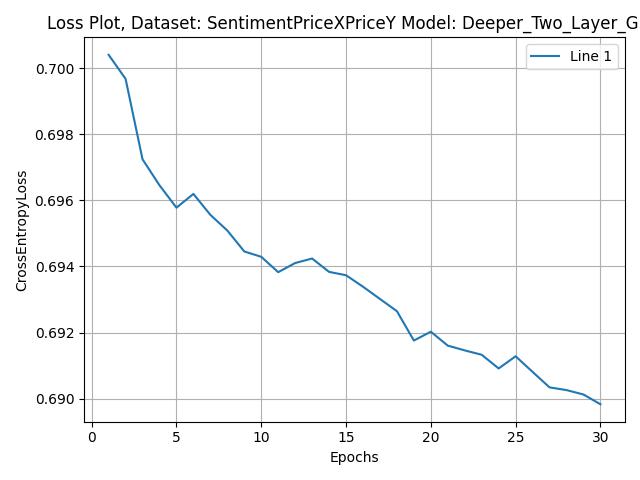 Loss Plot, Dataset: SentimentPriceXPriceY Model: Deeper_Two_Layer_G
Line 1
0.700
0.698
0.696
0.694
0.692
0.690
CrossEntropyLoss
0 5 10 15 20 25 30
Epochs